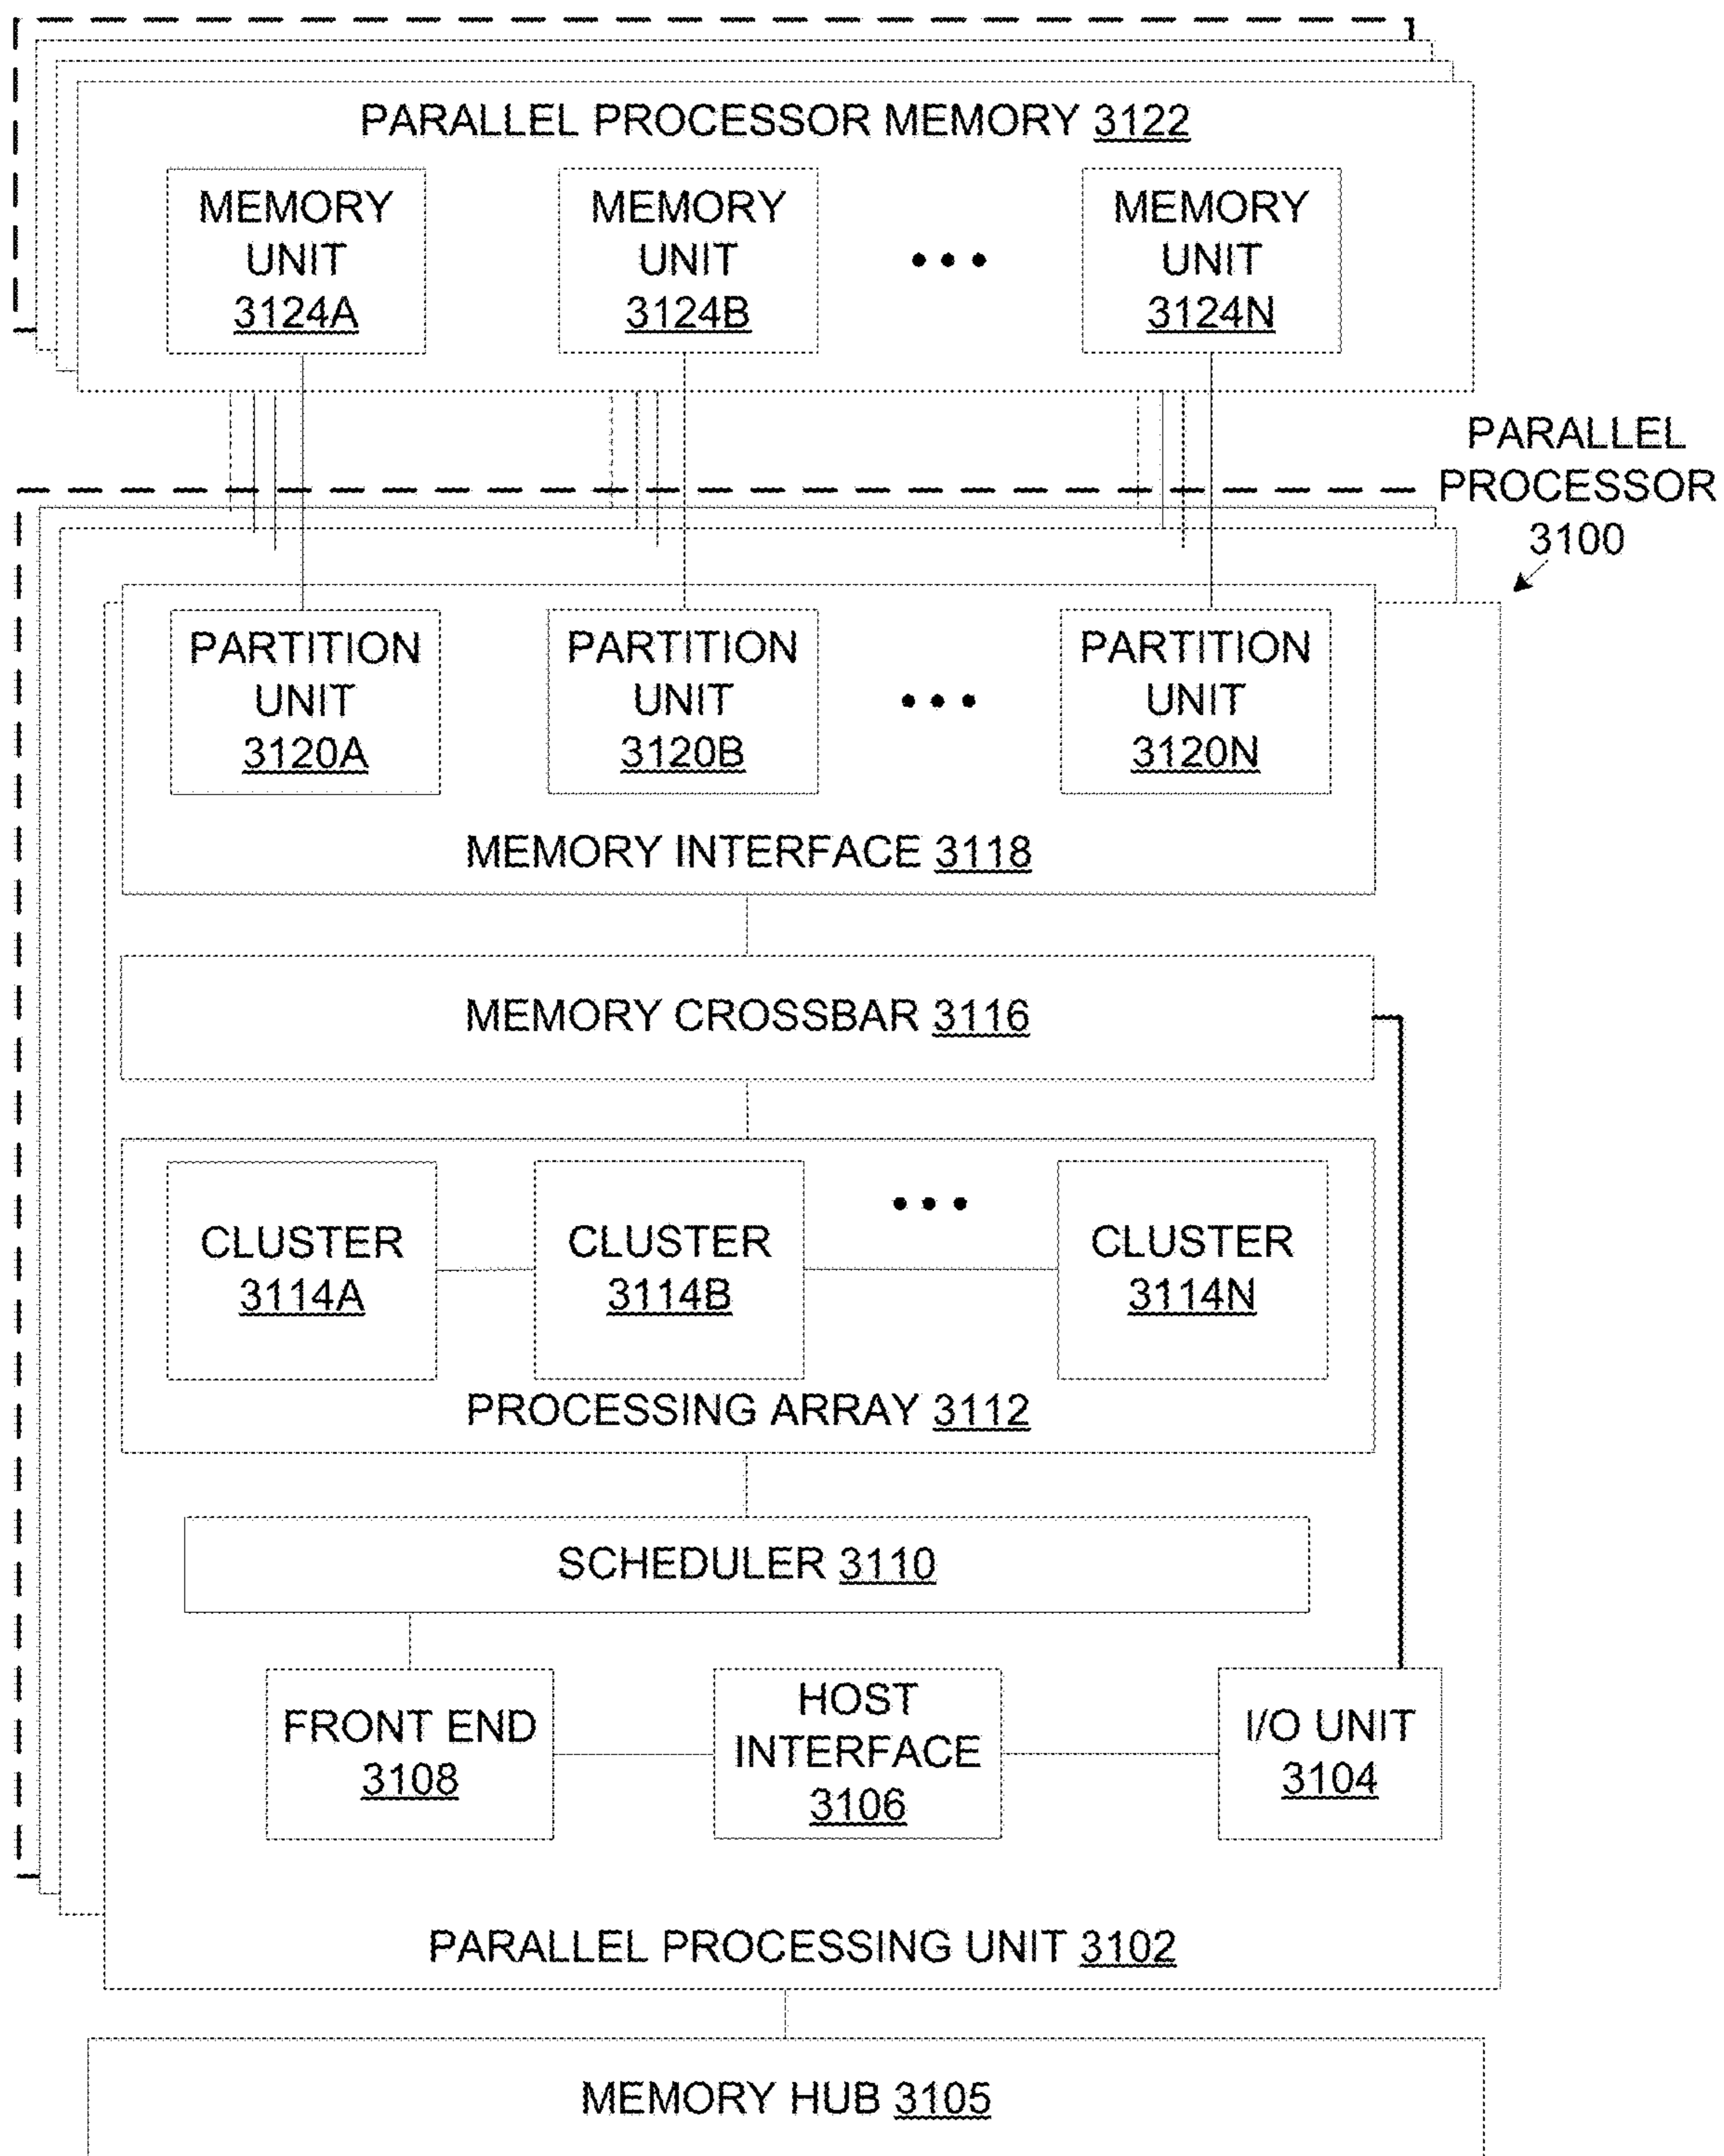 PARALLEL PROCESSOR MEMORY 3122
MEMORY
UNIT
3124A
MEMORY
UNIT
3124B
•••
MEMORY
UNIT
3124N
PARALLEL
PROCESSOR
3100
PARTITION
UNIT
3120A
PARTITION
UNIT
3120B
•••
PARTITION
UNIT
3120N
MEMORY INTERFACE 3118
MEMORY CROSSBAR 3116
CLUSTER
3114A
CLUSTER
3114B
•••
CLUSTER
3114N
PROCESSING ARRAY 3112
SCHEDULER 3110
FRONT END
3108
HOST
INTERFACE
3106
I/O UNIT
3104
PARALLEL PROCESSING UNIT 3102
MEMORY HUB 3105